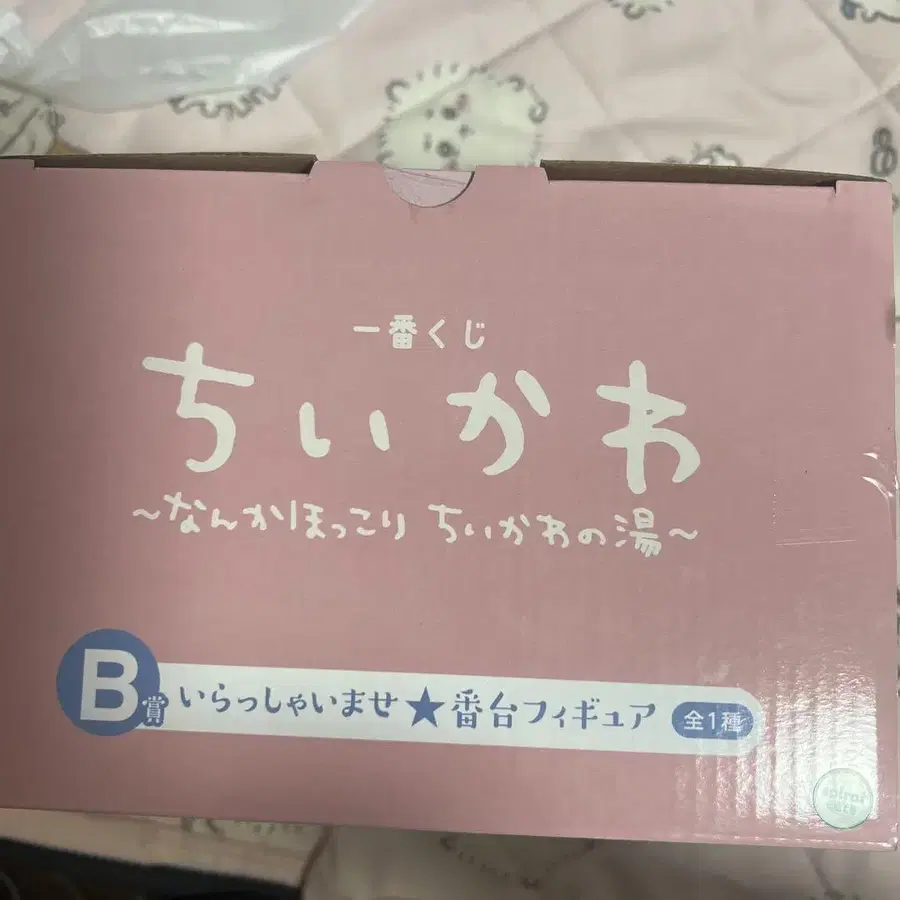 一番くじ
ちいかわ
～なんかほっこり ちいかわの湯～
B賞 いらっしゃいませ★番台フィギュア 全1種
spiral cute